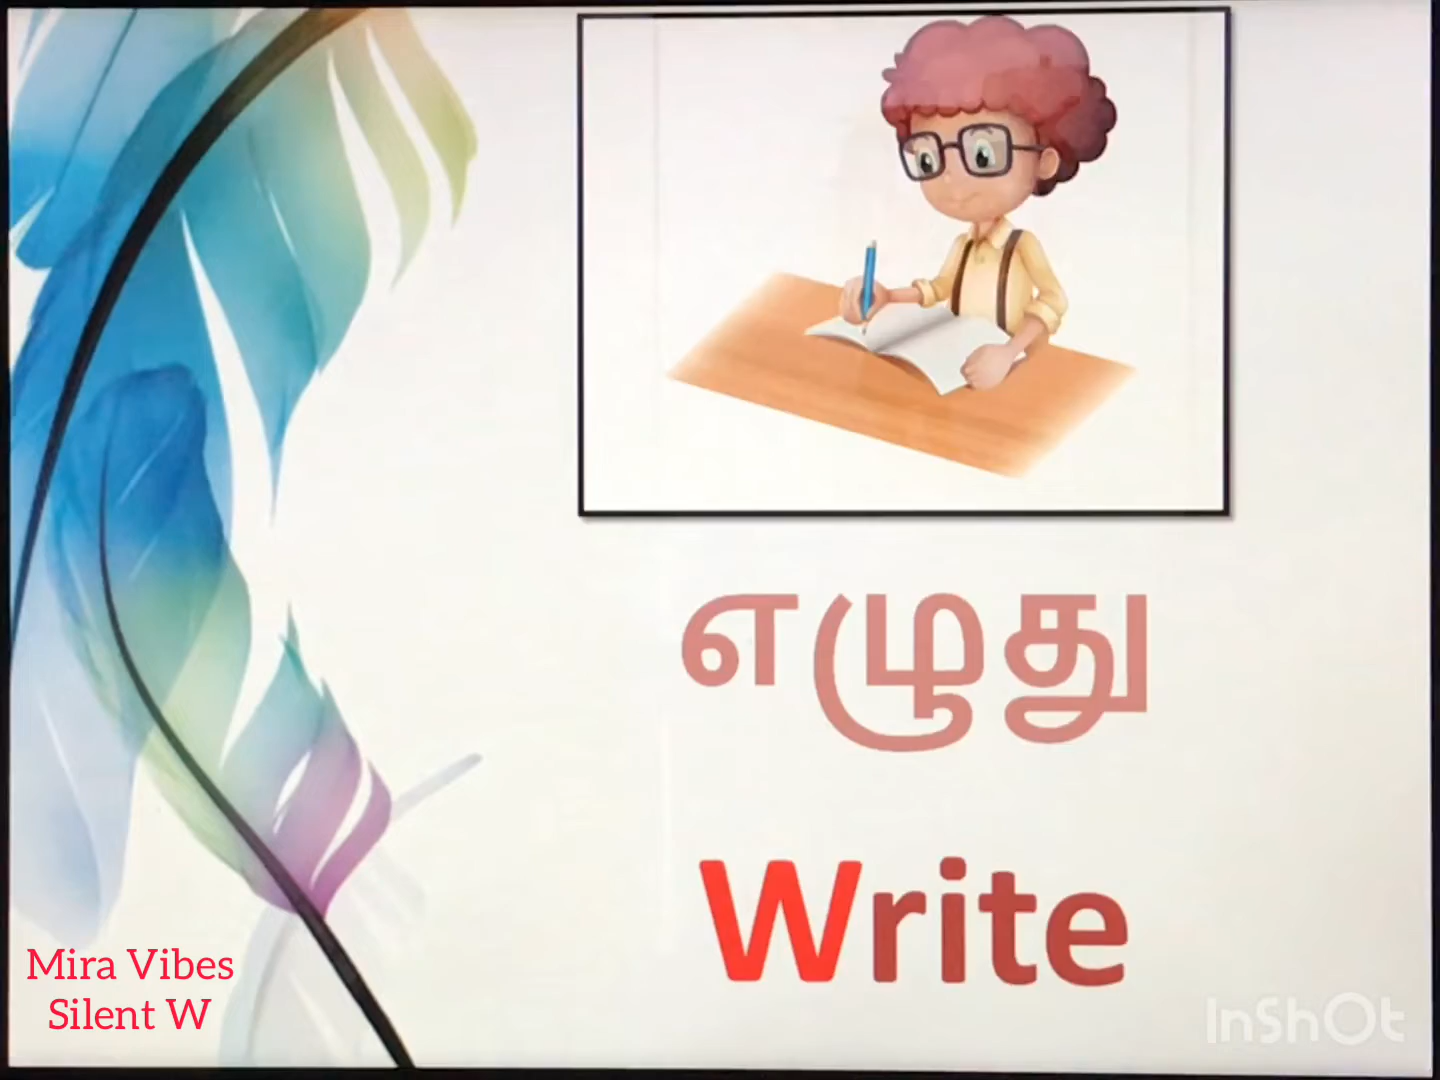 எழுது
Write
Mira Vibes
Silent W
InShOt